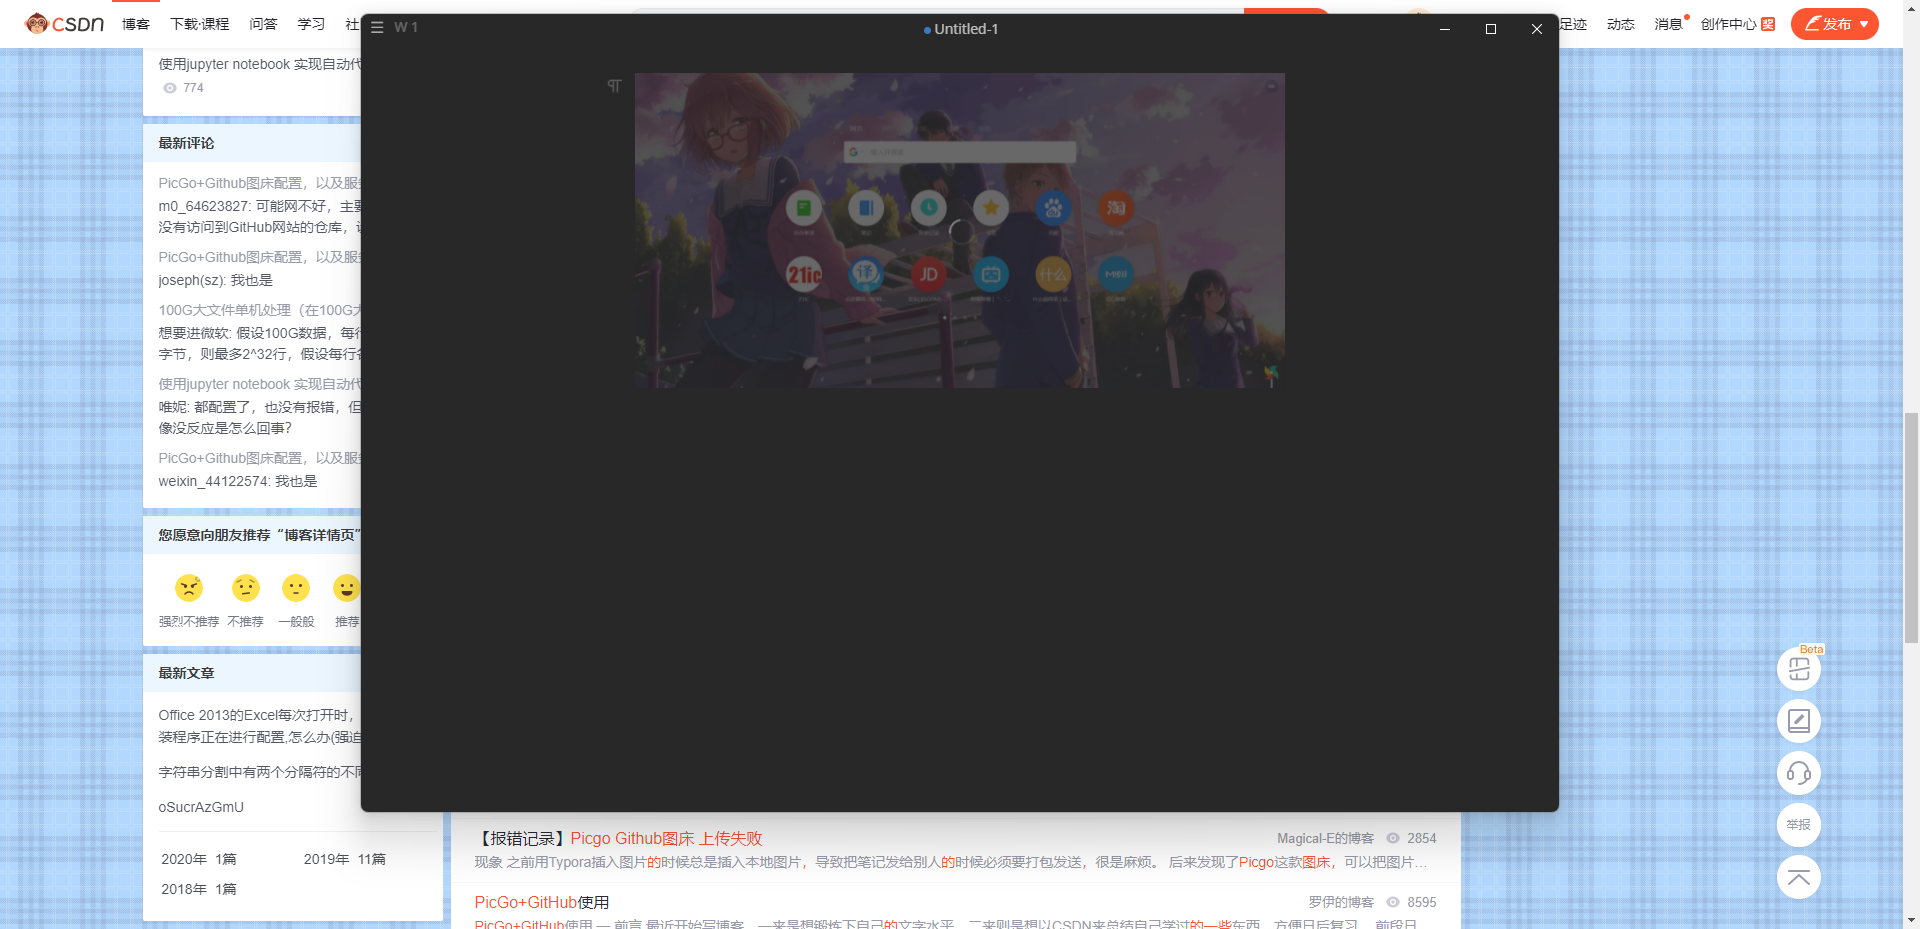 CSDN 博客 下载·课程 问答 学习 社
足迹 动态 消息 创作中心 奖 发布
使用jupyter notebook 实现自动代
774
最新评论
PicGo+Github图床配置，以及服
m0_64623827: 可能网不好，主要
没有访问到GitHub网站的仓库，
PicGo+Github图床配置，以及服
joseph(sz): 我也是
100G大文件单机处理（在100G大
想要进微软: 假设100G数据，每行
字节，则最多2^32行，假设每行
使用jupyter notebook 实现自动代
唯妮: 都配置了，也没有报错，但
像没反应是怎么回事?
PicGo+Github图床配置，以及服
weixin_44122574: 我也是
您愿意向朋友推荐“博客详情页”
强烈不推荐 不推荐 一般般 推荐
最新文章
Office 2013的Excel每次打开时，
装程序正在进行配置,怎么办(强迫
字符串分割中有两个分隔符的不同
oSucrAzGmU
2020年 1篇 2019年 11篇
2018年 1篇
W 1
Untitled-1
21ic 译 JD 什么
淘
【报错记录】Picgo Github图床 上传失败
Magical-E的博客 2854
现象 之前用Typora插入图片的时候总是插入本地图片，导致把笔记发给别人的时候必须要打包发送，很是麻烦。 后来发现了Picgo这款图床，可以把图片…
PicGo+GitHub使用
罗伊的博客 8595
PicGo+GitHub使用 一 前言 最近开始写博客，一来是想锻炼下自己的文字水平，二来则是想以CSDN来总结自己学过的一些东西，方便日后复习。 前段日
Beta
举报